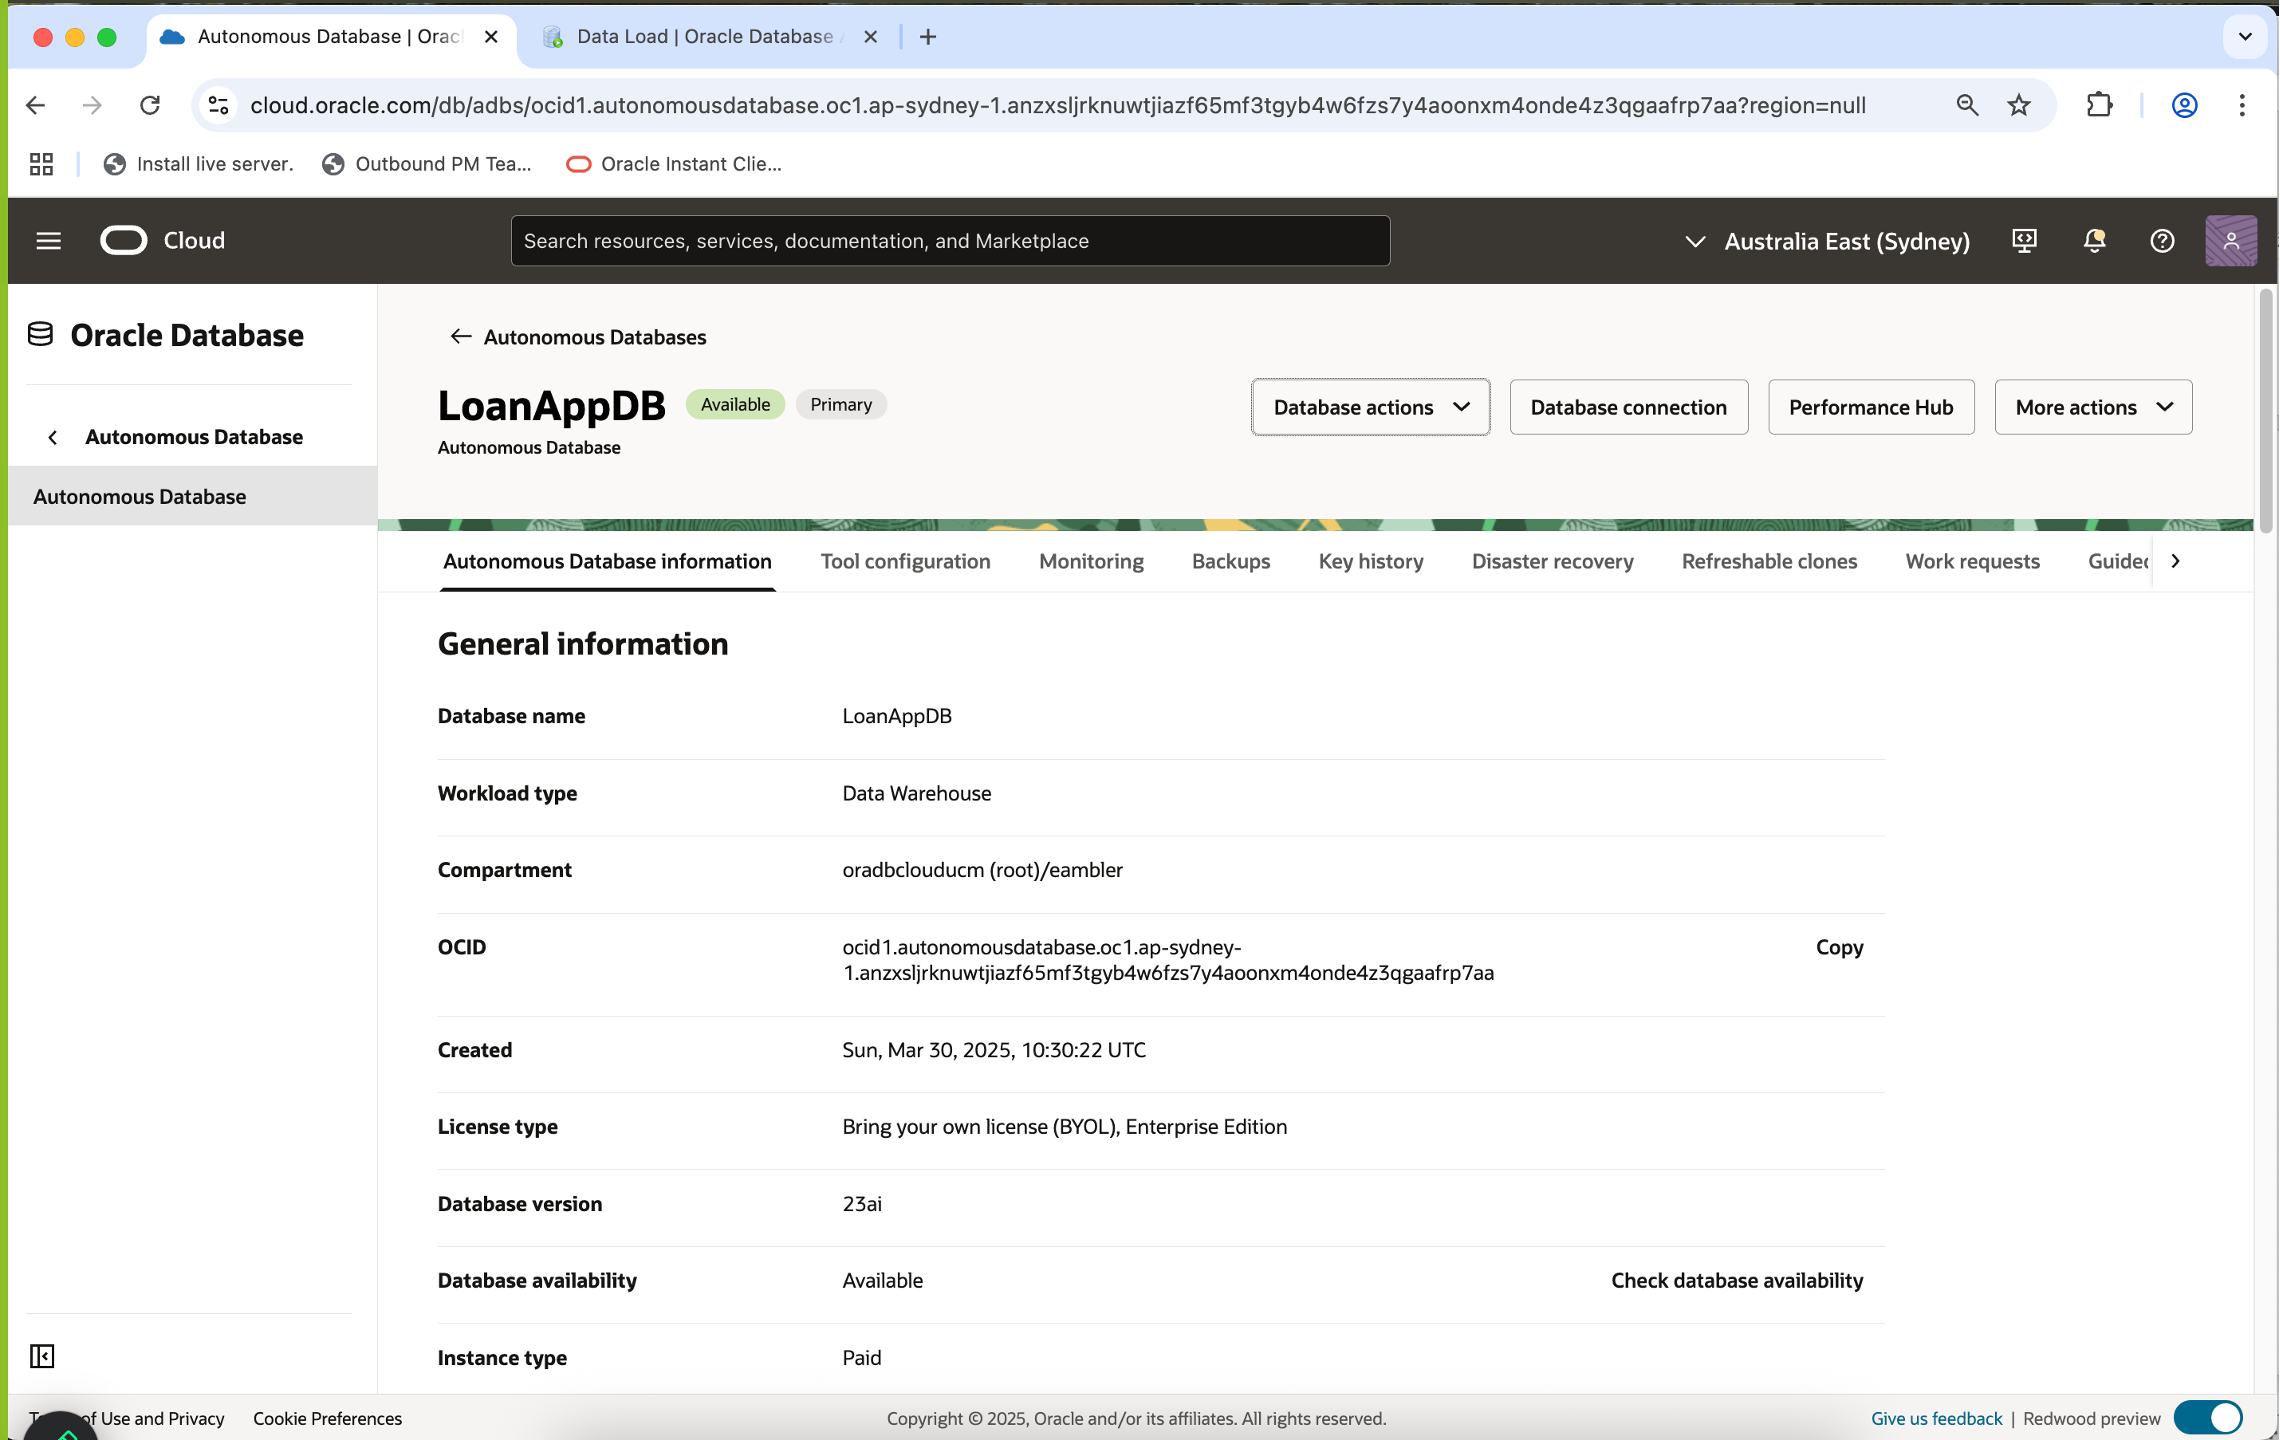 Autonomous Database | Orac
Data Load | Oracle Database
cloud.oracle.com/db/adbs/ocid1.autonomousdatabase.oc1.ap-sydney-1.anzxsljrknuwtjiazf65mf3tgyb4w6fzs7y4aoonxm4onde4z3qgaafrp7aa?region=null
Install live server.
Outbound PM Tea...
Oracle Instant Clie...
Cloud
Search resources, services, documentation, and Marketplace
Australia East (Sydney)
Oracle Database
Autonomous Database
Autonomous Database
Autonomous Databases
LoanAppDB
Available
Primary
Autonomous Database
Database actions
Database connection
Performance Hub
More actions
Autonomous Database information
Tool configuration
Monitoring
Backups
Key history
Disaster recovery
Refreshable clones
Work requests
Guided
General information
Database name LoanAppDB
Workload type Data Warehouse
Compartment oradbclouducm (root)/eambler
OCID ocid1.autonomousdatabase.oc1.ap-sydney-
1.anzxsljrknuwtjiazf65mf3tgyb4w6fzs7y4aoonxm4onde4z3qgaafrp7aa
Copy
Created Sun, Mar 30, 2025, 10:30:22 UTC
License type Bring your own license (BYOL), Enterprise Edition
Database version 23ai
Database availability Available Check database availability
Instance type Paid
of Use and Privacy
Cookie Preferences
Copyright © 2025, Oracle and/or its affiliates. All rights reserved.
Give us feedback | Redwood preview